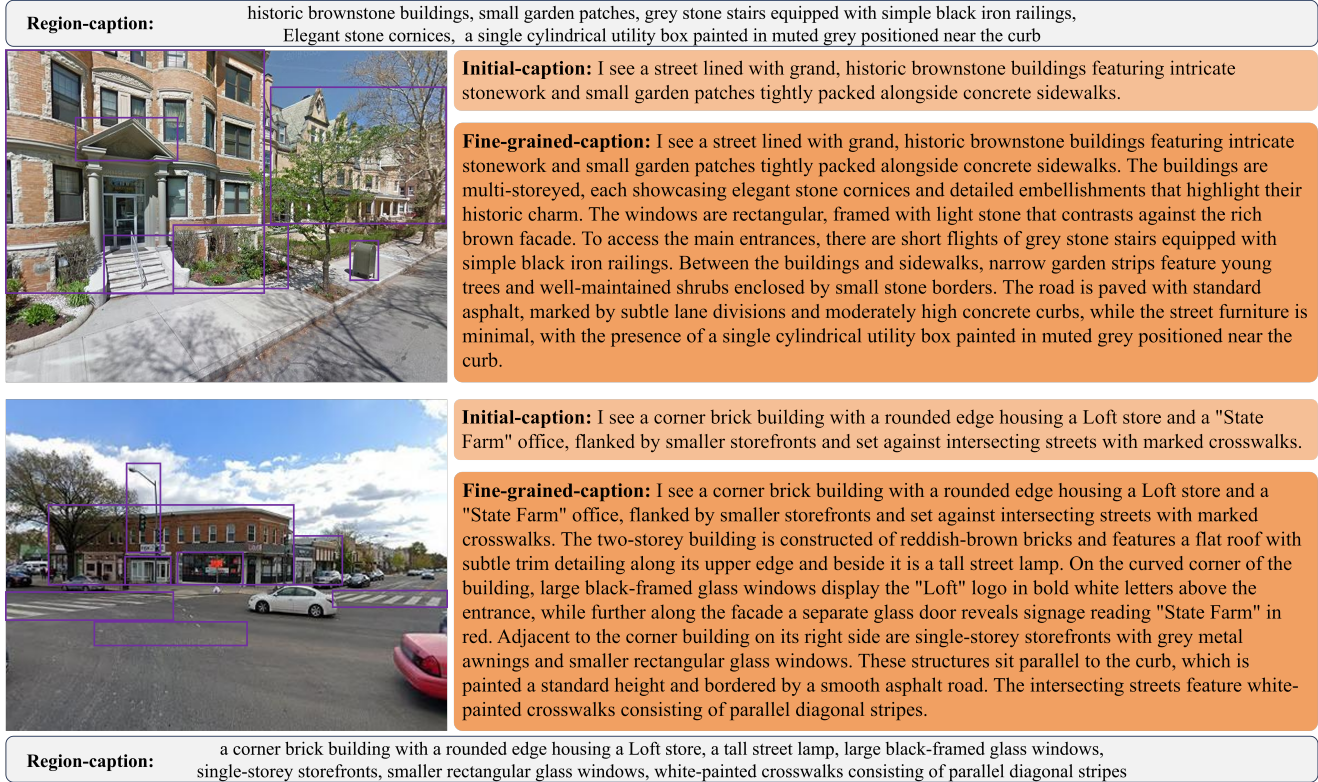 Region-caption:
historic brownstone buildings, small garden patches, grey stone stairs equipped with simple black iron railings,
Elegant stone cornices, a single cylindrical utility box painted in muted grey positioned near the curb
Initial-caption: I see a street lined with grand, historic brownstone buildings featuring intricate
stonework and small garden patches tightly packed alongside concrete sidewalks.
Fine-grained-caption: I see a street lined with grand, historic brownstone buildings featuring intricate
stonework and small garden patches tightly packed alongside concrete sidewalks. The buildings are
multi-storeyed, each showcasing elegant stone cornices and detailed embellishments that highlight their
historic charm. The windows are rectangular, framed with light stone that contrasts against the rich
brown facade. To access the main entrances, there are short flights of grey stone stairs equipped with
simple black iron railings. Between the buildings and sidewalks, narrow garden strips feature young
trees and well-maintained shrubs enclosed by small stone borders. The road is paved with standard
asphalt, marked by subtle lane divisions and moderately high concrete curbs, while the street furniture is
minimal, with the presence of a single cylindrical utility box painted in muted grey positioned near the
curb.
Initial-caption: I see a corner brick building with a rounded edge housing a Loft store and a "State
Farm" office, flanked by smaller storefronts and set against intersecting streets with marked crosswalks.
Fine-grained-caption: I see a corner brick building with a rounded edge housing a Loft store and a
"State Farm" office, flanked by smaller storefronts and set against intersecting streets with marked
crosswalks. The two-storey building is constructed of reddish-brown bricks and features a flat roof with
subtle trim detailing along its upper edge and beside it is a tall street lamp. On the curved corner of the
building, large black-framed glass windows display the "Loft" logo in bold white letters above the
entrance, while further along the facade a separate glass door reveals signage reading "State Farm" in
red. Adjacent to the corner building on its right side are single-storey storefronts with grey metal
awnings and smaller rectangular glass windows. These structures sit parallel to the curb, which is
painted a standard height and bordered by a smooth asphalt road. The intersecting streets feature white-
painted crosswalks consisting of parallel diagonal stripes.
Region-caption:
a corner brick building with a rounded edge housing a Loft store, a tall street lamp, large black-framed glass windows,
single-storey storefronts, smaller rectangular glass windows, white-painted crosswalks consisting of parallel diagonal stripes